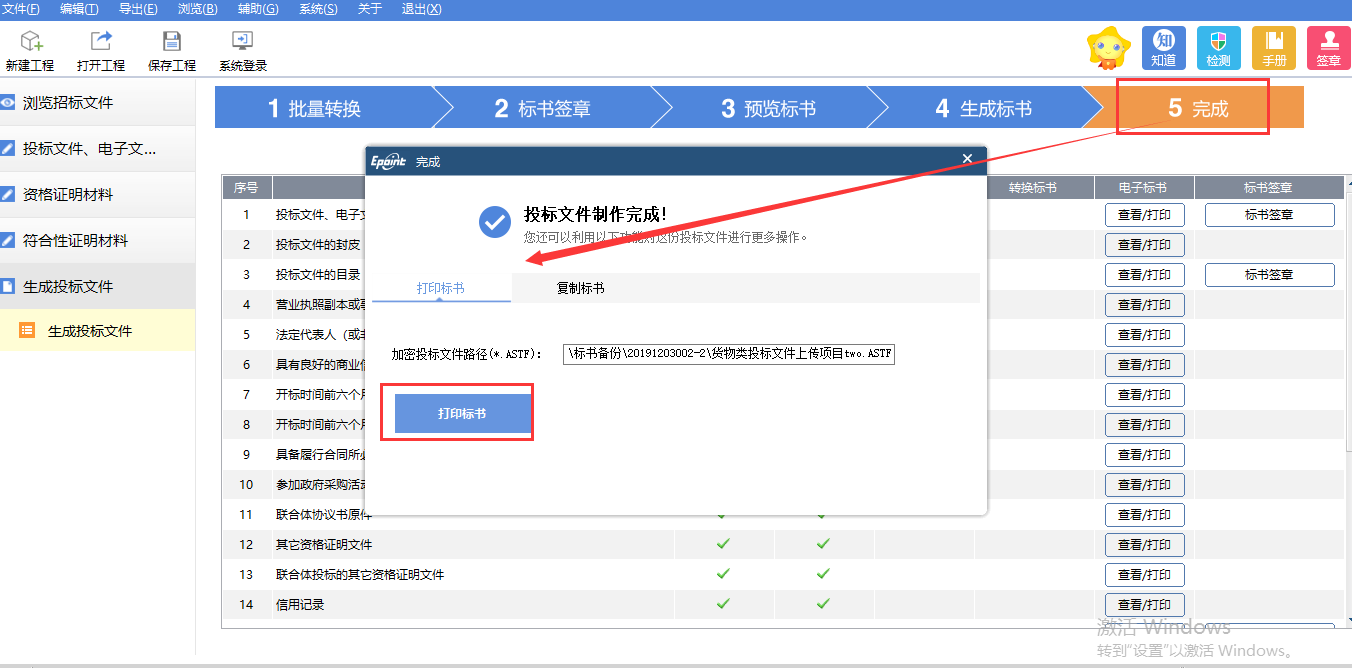 文件(F) 编辑(T) 导出(E) 浏览(B) 辅助(G) 系统(S) 关于 退出(X)
新建工程 打开工程 保存工程 系统登录
知 知道 检测 手册 签章
浏览招标文件
投标文件、电子文...
资格证明材料
符合性证明材料
生成投标文件
生成投标文件
1 批量转换 2 标书签章 3 预览标书 4 生成标书 5 完成
Epoint 完成
投标文件制作完成!
您还可以利用以下功能对这份投标文件进行更多操作。
打印标书 复制标书
加密投标文件路径(*.ASTF): \标书备份\20191203002-2\货物类投标文件上传项目two.ASTF
打印标书
序号 转换标书 电子标书 标书签章
1 投标文件、电子文 查看/打印 标书签章
2 投标文件的封皮 查看/打印
3 投标文件的目录 查看/打印 标书签章
4 营业执照副本或 查看/打印
5 法定代表人（或 查看/打印
6 具有良好的商业 查看/打印
7 开标时间前六个 查看/打印
8 开标时间前六个 查看/打印
9 具备履行合同所 查看/打印
10 参加政府采购活 查看/打印
11 联合体协议书原件 查看/打印
12 其它资格证明文件 查看/打印
13 联合体投标的其它资格证明文件 查看/打印
14 信用记录 查看/打印
激活 Windows
转到"设置"以激活 Windows。